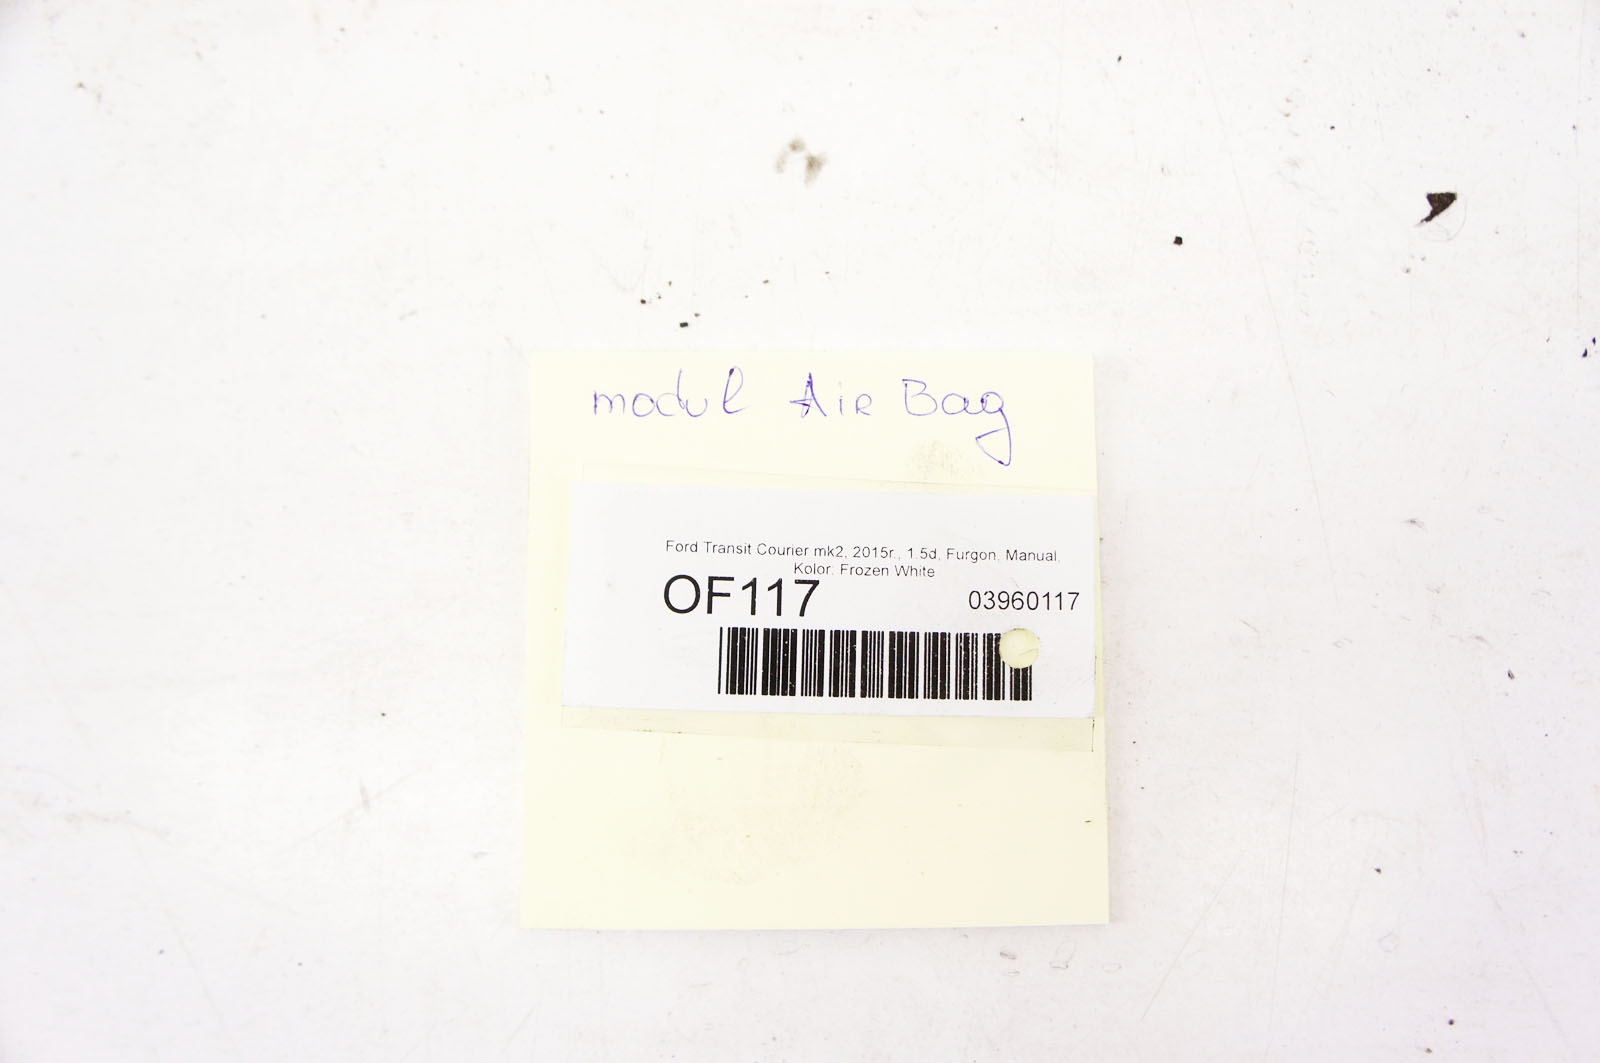 modul Air Bag
Ford Transit Courier mk2, 2015r., 1.5d, Furgon, Manual,
Kolor: Frozen White
OF117
03960117